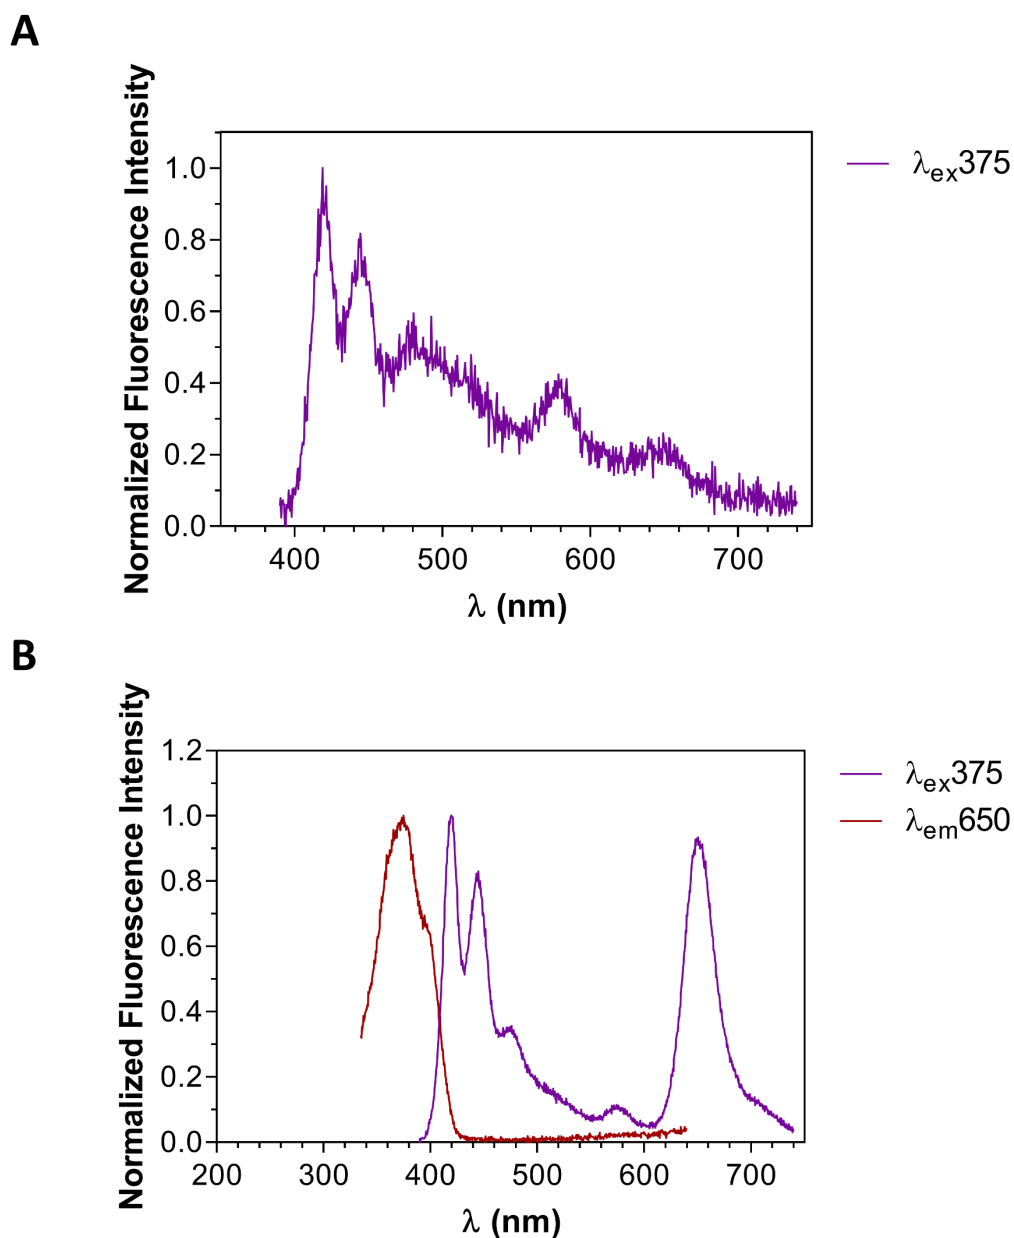 A
Normalized Fluorescence Intensity
1.0
0.8
0.6
0.4
0.2
0.0
400 500 600 700
λ (nm)
λex375
B
Normalized Fluorescence Intensity
1.2
1.0
0.8
0.6
0.4
0.2
0.0
200 300 400 500 600 700
λ (nm)
λex375
λem650